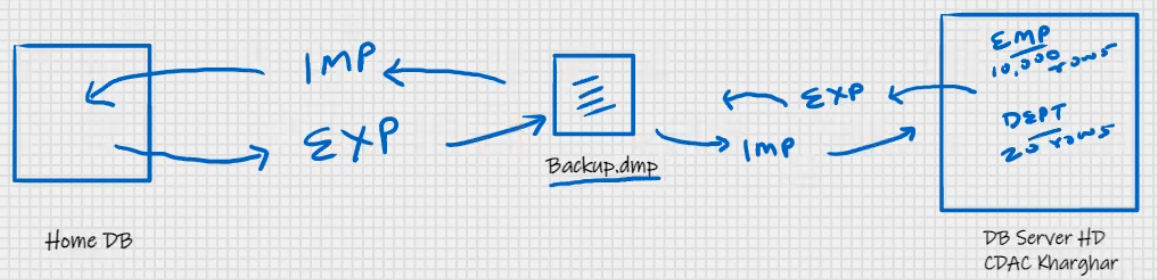 EMP
10,000 rows
IMP
EXP
DEPT
20 rows
EXP
IMP
Backup.dmp
Home DB
DB Server HD
CDAC Kharghar